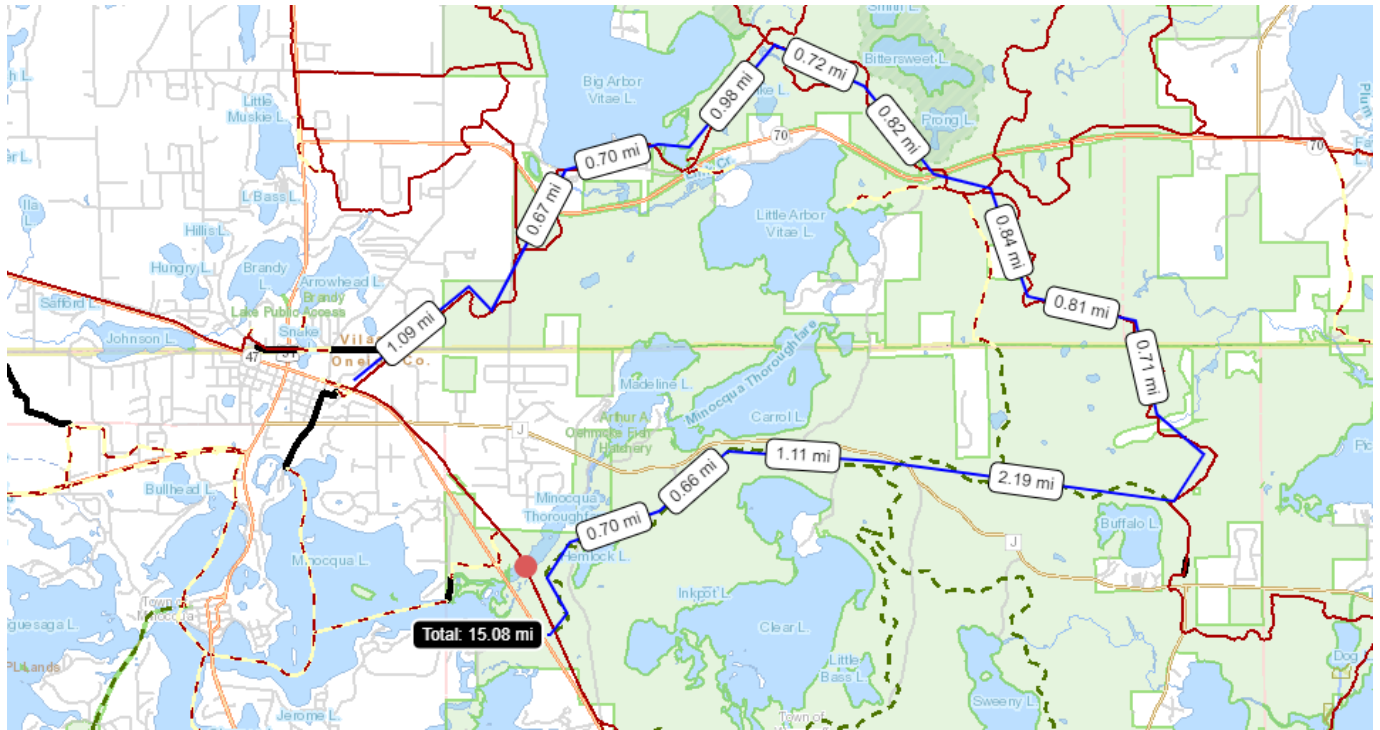 Smith L.
Bittersweet L.
0.72 mi
Big Arbor
Vitae L.
0.98 mi
Little
Muskie L.
0.82 mi
Prong L.
70
70
0.70 mi
L/Bass L.
0.67 mi
Little Arbor
Vitae L.
Hillis L.
0.84 mi
Hungry L.
Brandy
L.
Arrowhead L.
Brandy
Lake Public Access
Safford L.
0.81 mi
Johnson L.
Snake
1.09 mi
47
51
0.71 mi
Minocqua Thoroughfare
Madeline L.
Carroll L.
Arthur A
Oehmcke Fish
Hatchery
J
1.11 mi
0.66 mi
2.19 mi
Bullhead L.
Minocqua
Thoroughfare
0.70 mi
Buffalo L.
J
Hemlock L.
Minocqua L.
Inkpot L.
Town of
Minocqua
Total: 15.08 mi
Clear L.
Little
Bass L.
Dog
Sweeny L.
Jerome L.
Town of